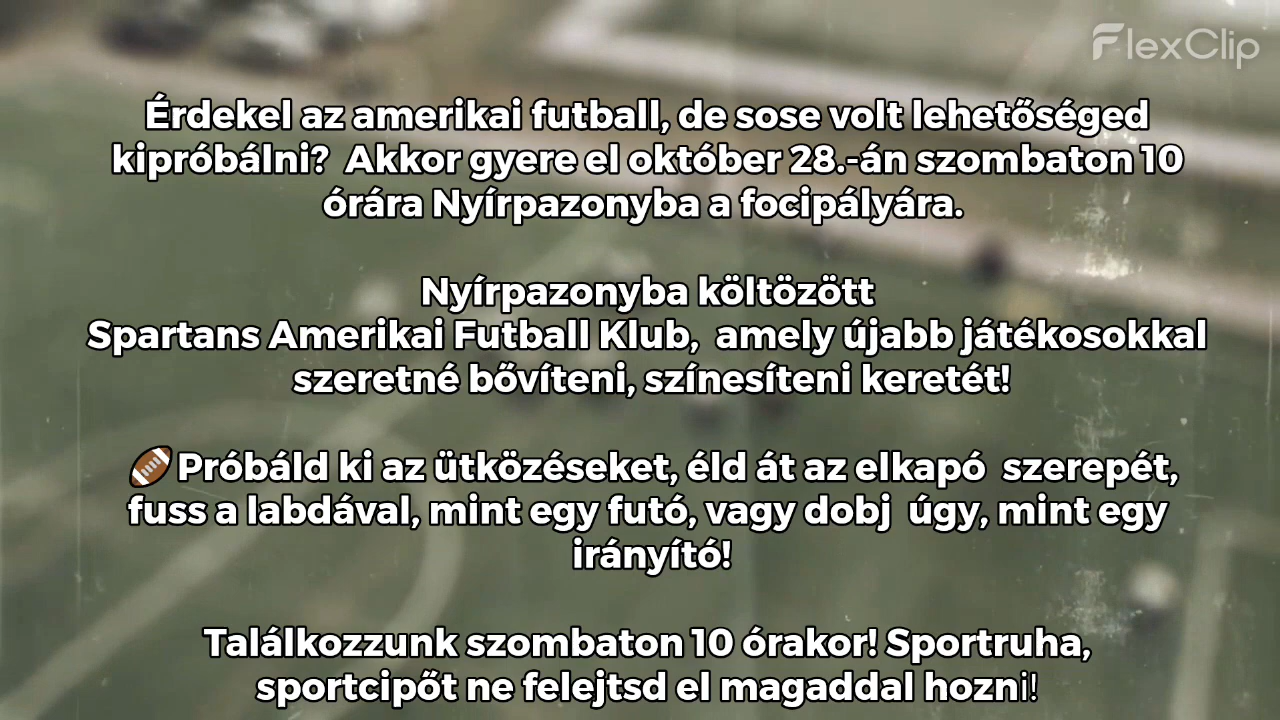 FlexClip
Érdekel az amerikai futball, de sose volt lehetőséged
kipróbálni? Akkor gyere el október 28.-án szombaton 10
órára Nyírpazonyba a focipályára.
Nyírpazonyba költözött
Spartans Amerikai Futball Klub, amely újabb játékosokkal
szeretné bővíteni, színesíteni keretét!
🏈Próbáld ki az ütközéseket, éld át az elkapó szerepét,
fuss a labdával, mint egy futó, vagy dobj úgy, mint egy
irányító!
Találkozzunk szombaton 10 órakor! Sportruha,
sportcipőt ne felejtsd el magaddal hozni!